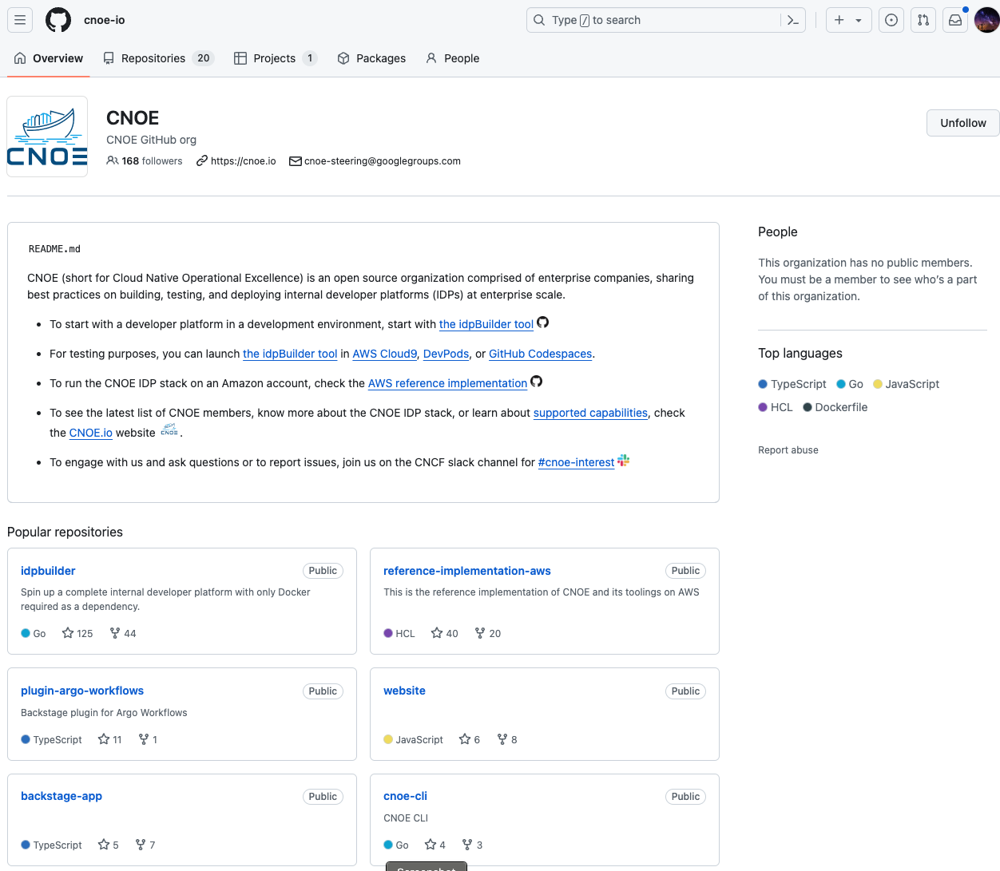 cnoe-io
Type / to search
Overview
Repositories 20
Projects 1
Packages
People
CNOE
CNOE
CNOE GitHub org
168 followers
https://cnoe.io
cnoe-steering@googlegroups.com
Unfollow
README.md
CNOE (short for Cloud Native Operational Excellence) is an open source organization comprised of enterprise companies, sharing
best practices on building, testing, and deploying internal developer platforms (IDPs) at enterprise scale.
• To start with a developer platform in a development environment, start with the idpBuilder tool
• For testing purposes, you can launch the idpBuilder tool in AWS Cloud9, DevPods, or GitHub Codespaces.
• To run the CNOE IDP stack on an Amazon account, check the AWS reference implementation
• To see the latest list of CNOE members, know more about the CNOE IDP stack, or learn about supported capabilities, check
the CNOE.io website CNOE .
• To engage with us and ask questions or to report issues, join us on the CNCF slack channel for #cnoe-interest
People
This organization has no public members.
You must be a member to see who's a part
of this organization.
Top languages
TypeScript Go JavaScript
HCL Dockerfile
Report abuse
Popular repositories
idpbuilder
Public
Spin up a complete internal developer platform with only Docker
required as a dependency.
Go 125 44
reference-implementation-aws
Public
This is the reference implementation of CNOE and its toolings on AWS
HCL 40 20
plugin-argo-workflows
Public
Backstage plugin for Argo Workflows
TypeScript 11 1
website
Public
JavaScript 6 8
backstage-app
Public
TypeScript 5 7
cnoe-cli
Public
CNOE CLI
Go 4 3